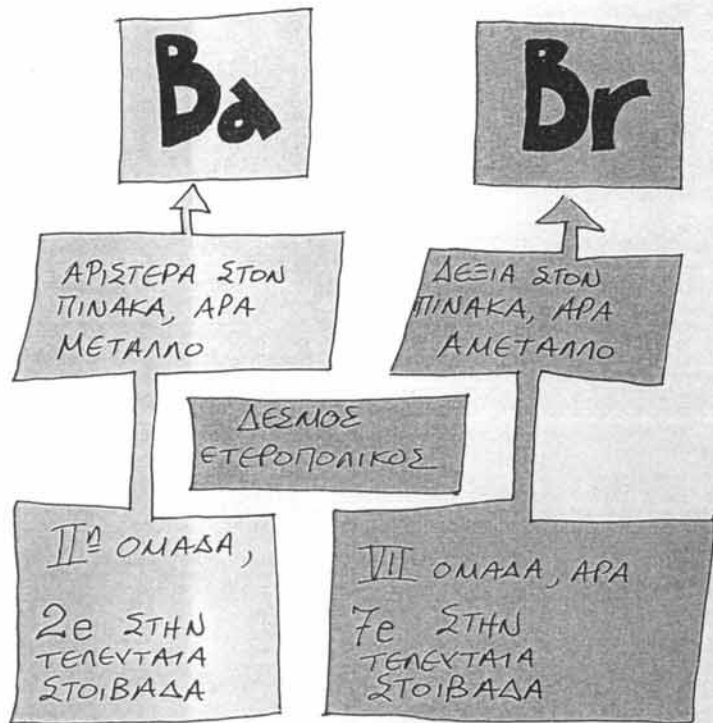 Ba
Br
ΑΡΙΣΤΕΡΑ ΣΤΟΝ
ΠΙΝΑΚΑ, ΑΡΑ
ΜΕΤΑΛΛΟ
ΔΕΞΙΑ ΣΤΟΝ
ΠΙΝΑΚΑ, ΑΡΑ
ΑΜΕΤΑΛΛΟ
ΔΕΣΜΟΣ
ΕΤΕΡΟΠΟΛΙΚΟΣ
IIη ΟΜΑΔΑ,
2e ΣΤΗΝ
ΤΕΛΕΥΤΑΙΑ
ΣΤΟΙΒΑΔΑ
VII ΟΜΑΔΑ, ΑΡΑ
7e ΣΤΗΝ
ΤΕΛΕΥΤΑΙΑ
ΣΤΟΙΒΑΔΑ